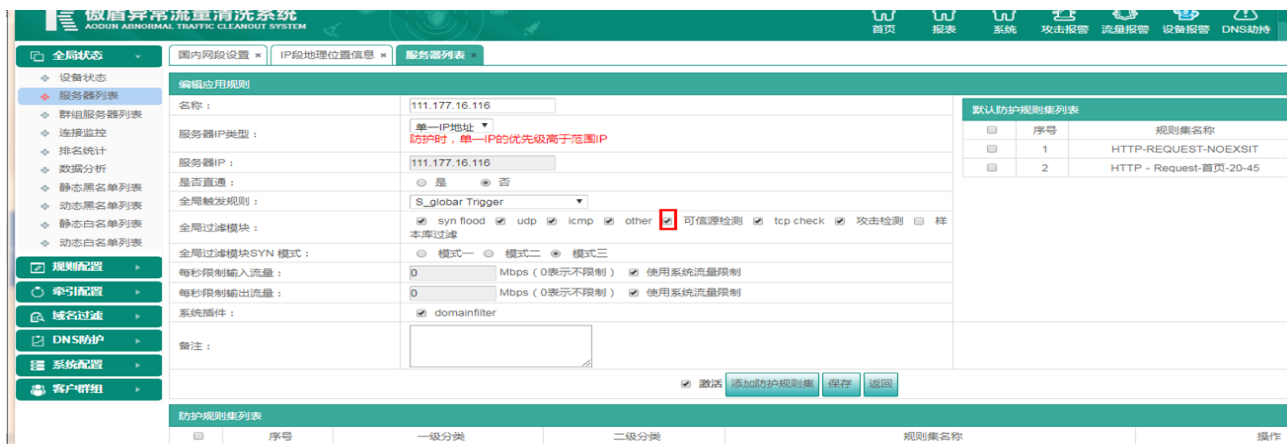 傲盾异常流量清洗系统
AODUN ABNORMAL TRAFFIC CLEANOUT SYSTEM
首页 报表 系统 攻击报警 流量报警 设备报警 DNS劫持
全局状态
设备状态
服务器列表
群组服务器列表
连接监控
排名统计
数据分析
静态黑名单列表
动态黑名单列表
静态白名单列表
动态白名单列表
规则配置
牵引配置
域名过滤
DNS防护
系统配置
客户群组
国内网段设置 × IP段地理位置信息 × 服务器列表 ×
编辑应用规则
名称： 111.177.16.116
服务器IP类型： 单一IP地址 ▼
防护时，单一IP的优先级高于范围IP
服务器IP： 111.177.16.116
是否直通： 是 否
全局触发规则： S_globar Trigger ▼
全局过滤模块： syn flood udp icmp other 可信源检测 tcp check 攻击检测 样
本库过滤
全局过滤模块SYN 模式： 模式一 模式二 模式三
每秒限制输入流量： 0 Mbps（0表示不限制） 使用系统流量限制
每秒限制输出流量： 0 Mbps（0表示不限制） 使用系统流量限制
系统插件： domainfilter
备注：
激活 添加防护规则集 保存 返回
默认防护规则集列表
序号 规则集名称
1 HTTP-REQUEST-NOEXSIT
2 HTTP - Request-首页-20-45
防护规则集列表
序号 一级分类 二级分类 规则集名称 操作